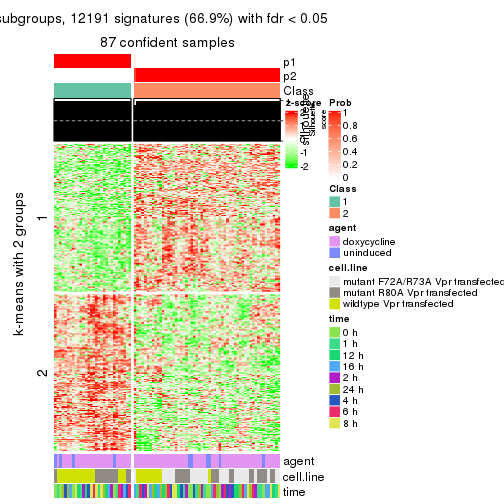 subgroups, 12191 signatures (66.9%) with fdr < 0.05
87 confident samples
p1
p2
Class
z-score
Prob
2
-1
-2
1
0.8
0.6
0.4
0.2
0
Silhouette
score
Class
1
2
agent
doxycycline
uninduced
cell.line
mutant F72A/R73A Vpr transfected
mutant R80A Vpr transfected
wildtype Vpr transfected
time
0 h
1 h
12 h
16 h
2 h
24 h
4 h
6 h
8 h
k-means with 2 groups
1
2
agent
cell.line
time